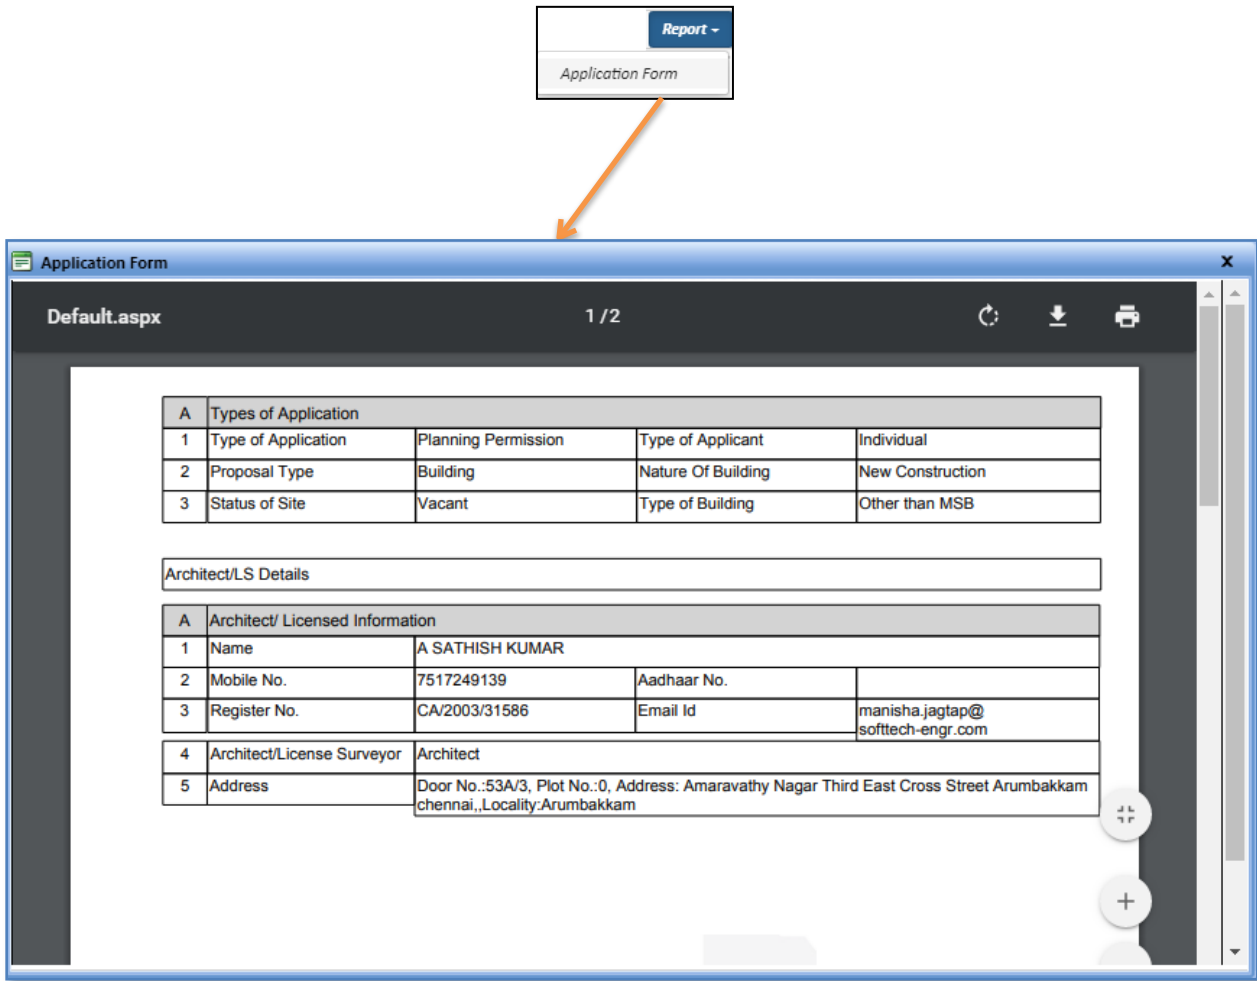 Report
Application Form
Application Form x
Default.aspx 1 / 2
A Types of Application
1 Type of Application Planning Permission Type of Applicant Individual
2 Proposal Type Building Nature Of Building New Construction
3 Status of Site Vacant Type of Building Other than MSB
Architect/LS Details
A Architect/ Licensed Information
1 Name A SATHISH KUMAR
2 Mobile No. 7517249139 Aadhaar No.
3 Register No. CA/2003/31586 Email Id manisha.jagtap@
softtech-engr.com
4 Architect/License Surveyor Architect
5 Address Door No.:53A/3, Plot No.:0, Address: Amaravathy Nagar Third East Cross Street Arumbakkam
chennai,,Locality:Arumbakkam